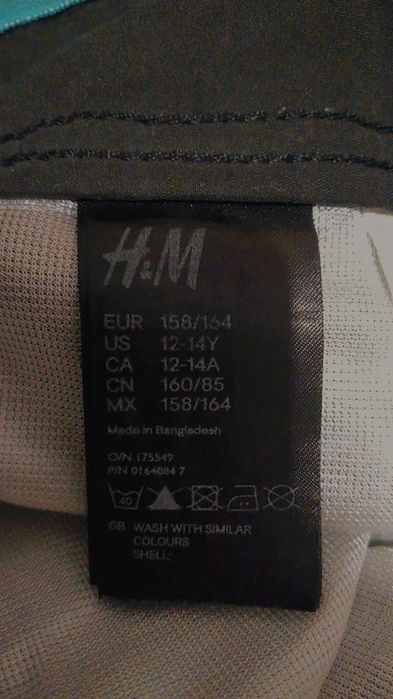 H&M
EUR 158/164
US 12-14Y
CA 12-14A
CN 160/85
MX 158/164
Made in Bangladesh
O/N 175549
P/N 0164884 7
40
GB WASH WITH SIMILAR
COLOURS
SHELL: